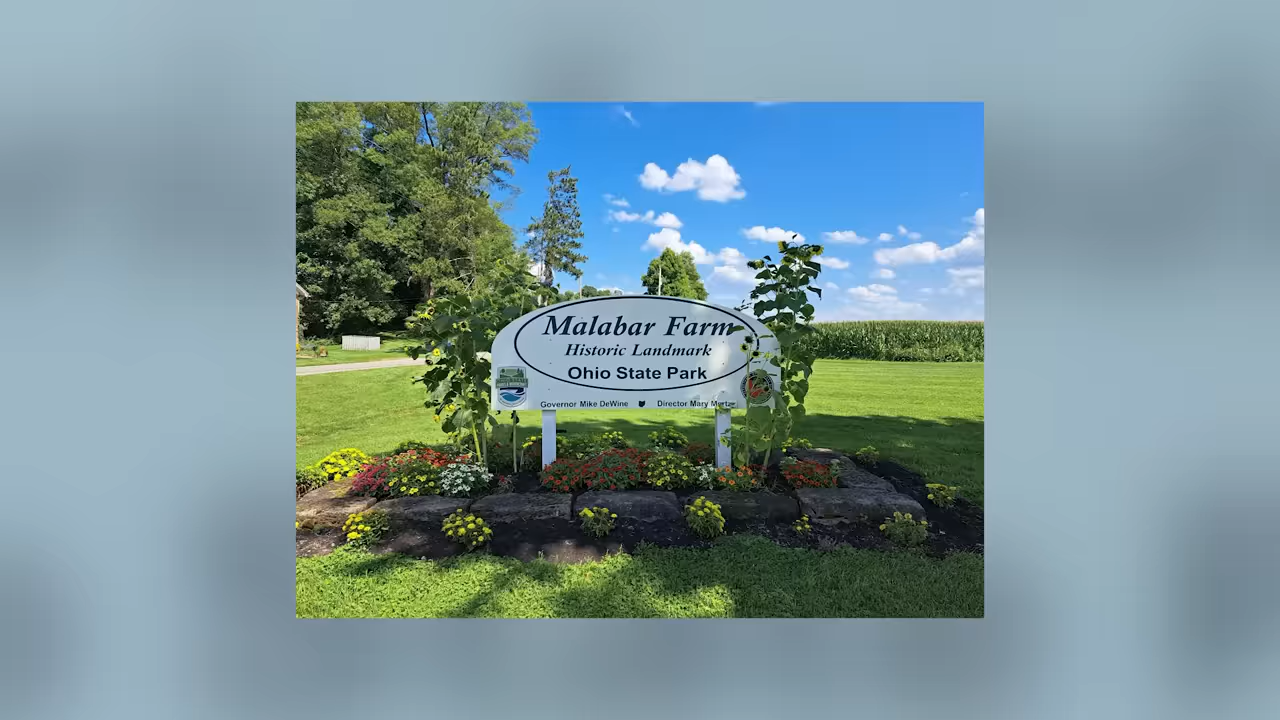 Malabar Farm
Historic Landmark
Ohio State Park
Governor Mike DeWine Director Mary Mertz